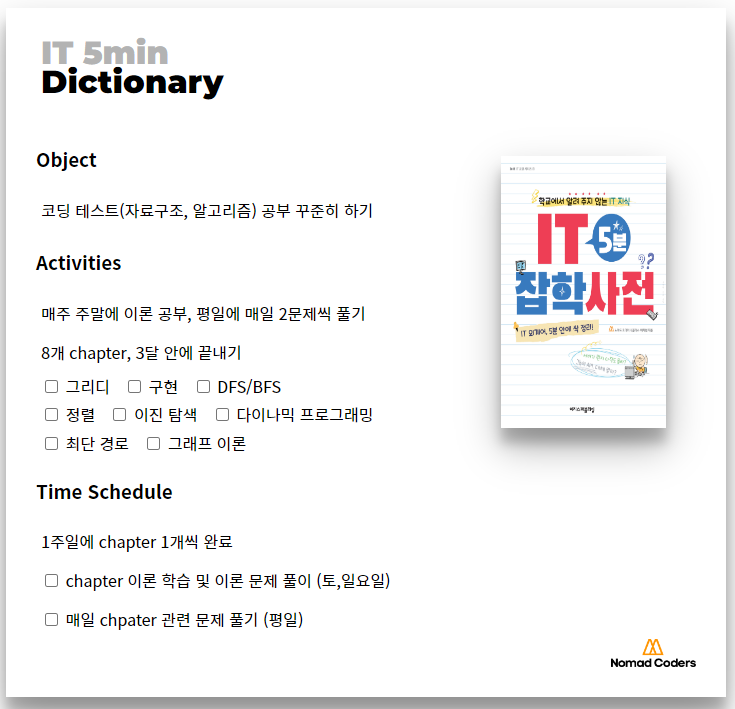 IT 5min
Dictionary
Object
코딩 테스트(자료구조, 알고리즘) 공부 꾸준히 하기
Activities
매주 주말에 이론 공부, 평일에 매일 2문제씩 풀기
8개 chapter, 3달 안에 끝내기
그리디 구현 DFS/BFS
정렬 이진 탐색 다이나믹 프로그래밍
최단 경로 그래프 이론
Time Schedule
1주일에 chapter 1개씩 완료
chapter 이론 학습 및 이론 문제 풀이 (토,일요일)
매일 chpater 관련 문제 풀기 (평일)
학교에서 알려 주지 않는 IT 지식
IT 5분
잡학사전
IT 외계어, 5분 안에 싹 정리!
Nomad Coders